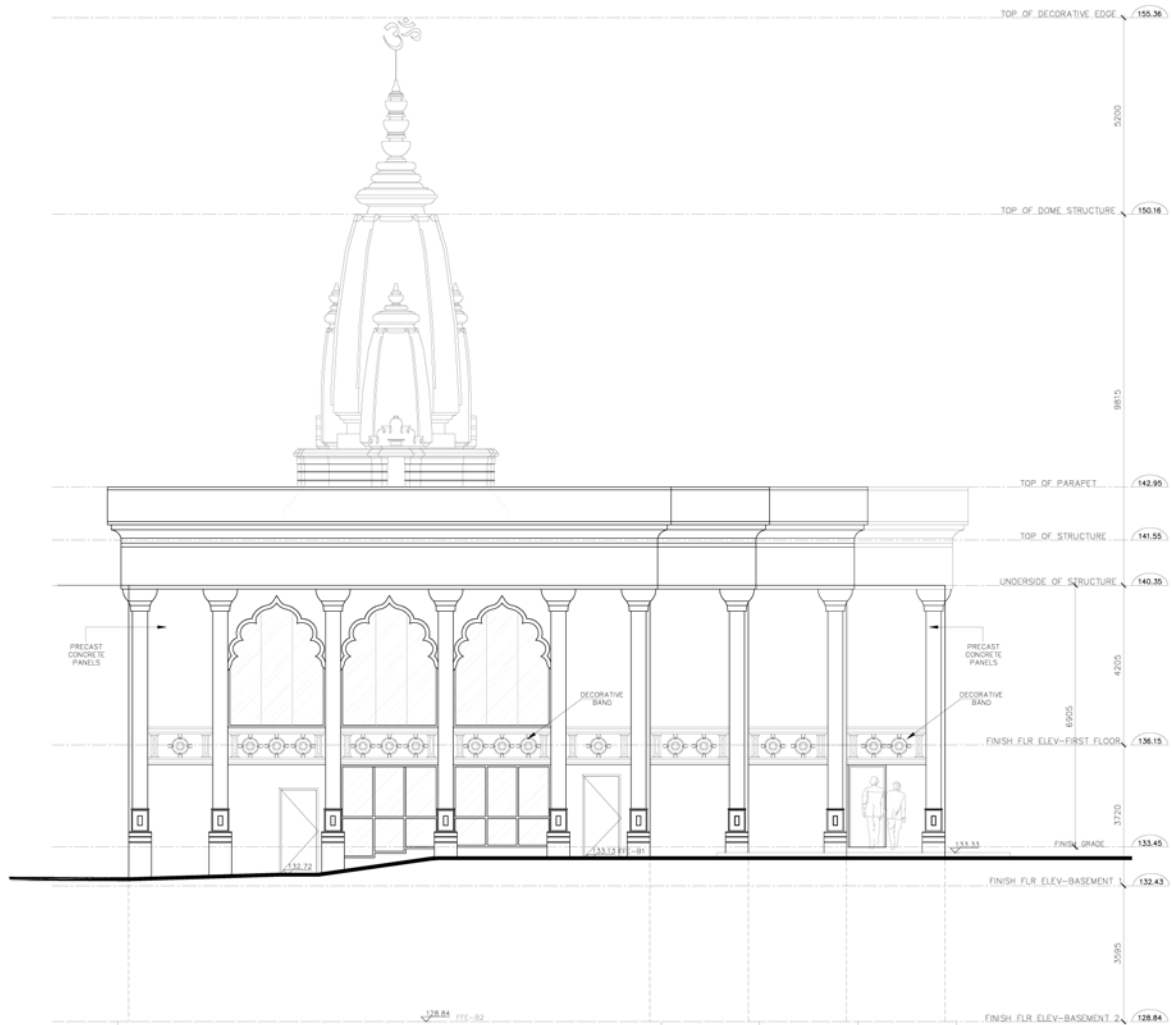 TOP OF DECORATIVE EDGE 155.36
ॐ
5200
TOP OF DOME STRUCTURE 150.16
9815
TOP OF PARAPET 142.95
TOP OF STRUCTURE 141.55
UNDERSIDE OF STRUCTURE 140.35
PRECAST
CONCRETE
PANELS
PRECAST
CONCRETE
PANELS
4205
DECORATIVE
BAND
DECORATIVE
BAND
6905
FINISH FLR ELEV-FIRST FLOOR 136.15
3720
FINISH GRADE 133.45
133.33
133.13 FFE-B1
132.72
FINISH FLR ELEV-BASEMENT 1 132.43
3595
128.84 FFE-B2
FINISH FLR ELEV-BASEMENT 2 128.84